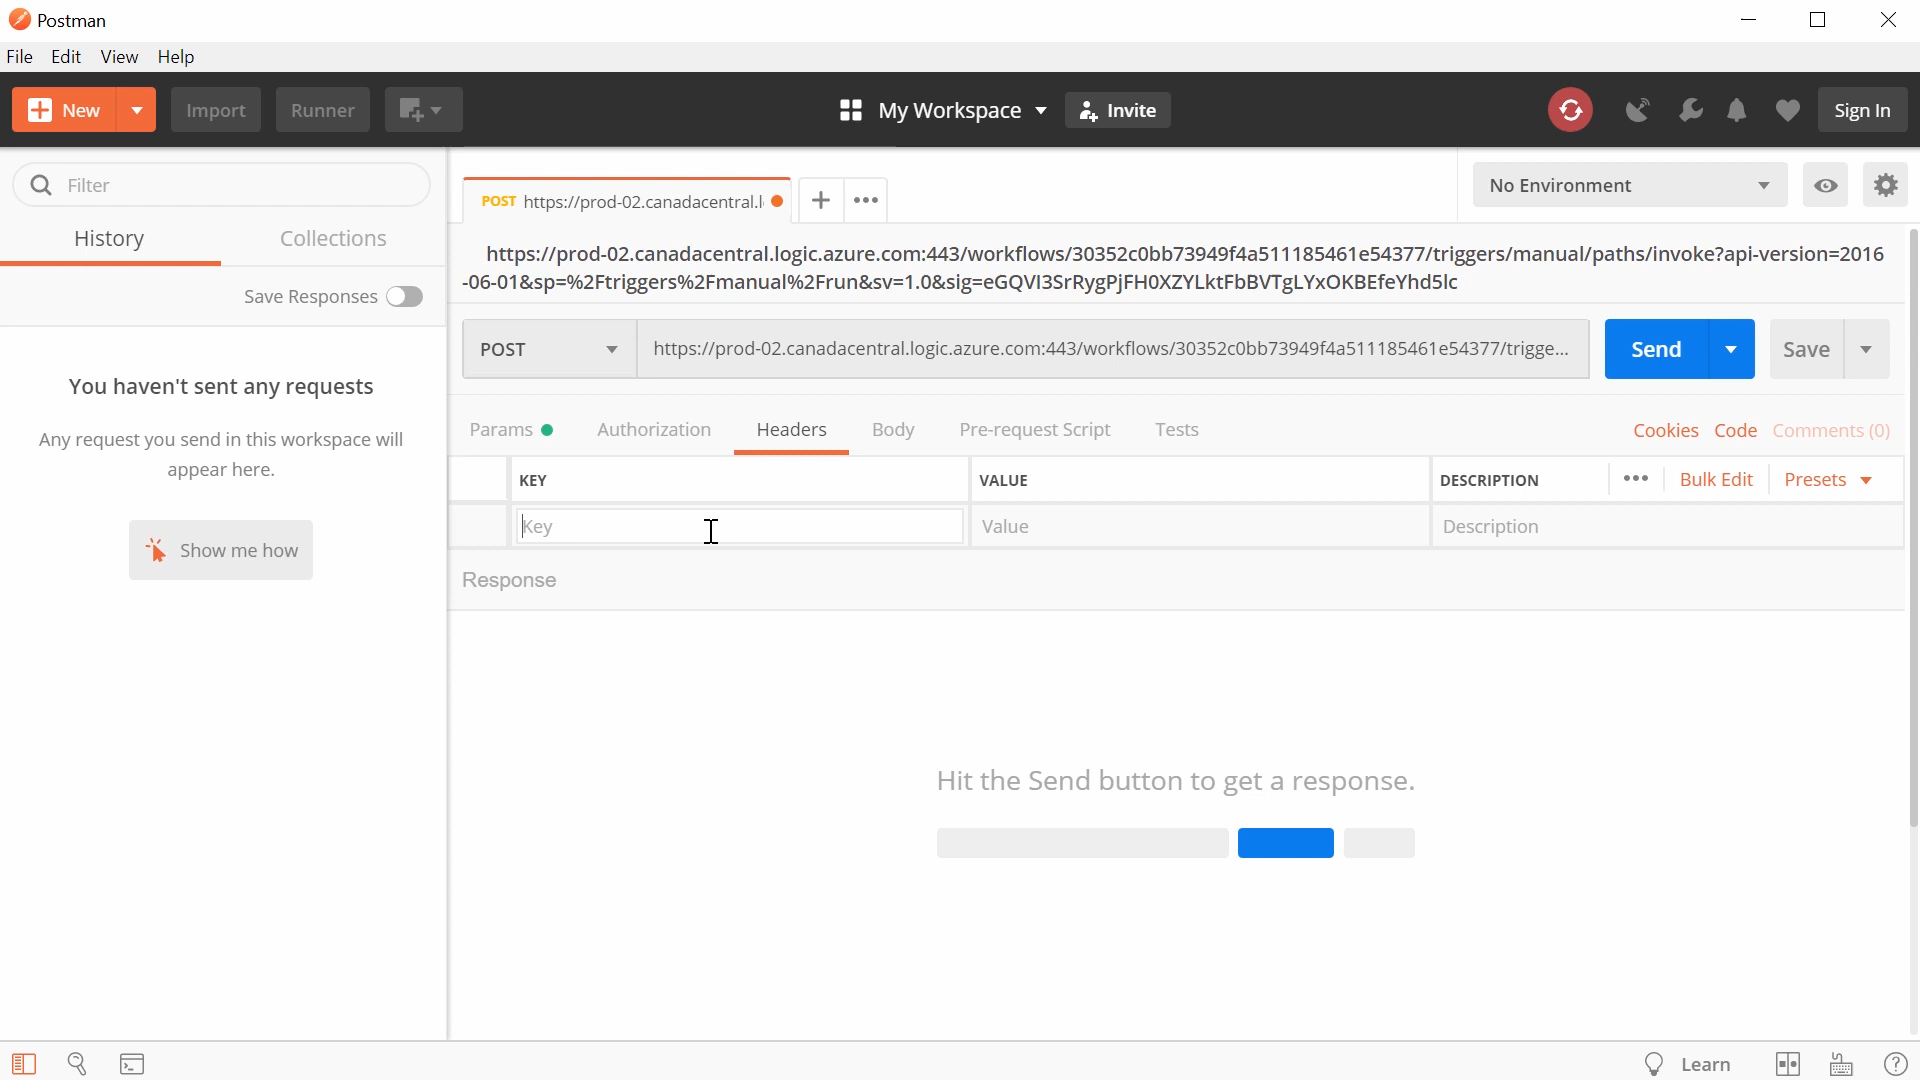 Postman
File Edit View Help
New Import Runner My Workspace Invite Sign In
Filter
History Collections
Save Responses
You haven't sent any requests
Any request you send in this workspace will
appear here.
Show me how
POST https://prod-02.canadacentral.l
No Environment
https://prod-02.canadacentral.logic.azure.com:443/workflows/30352c0bb73949f4a511185461e54377/triggers/manual/paths/invoke?api-version=2016
-06-01&sp=%2Ftriggers%2Fmanual%2Frun&sv=1.0&sig=eGQVI3SrRygPjFH0XZYLktFbBVTgLYxOKBEfeYhd5lc
POST https://prod-02.canadacentral.logic.azure.com:443/workflows/30352c0bb73949f4a511185461e54377/trigge... Send Save
Params Authorization Headers Body Pre-request Script Tests Cookies Code Comments (0)
KEY VALUE DESCRIPTION Bulk Edit Presets
Key Value Description
Response
Hit the Send button to get a response.
Learn